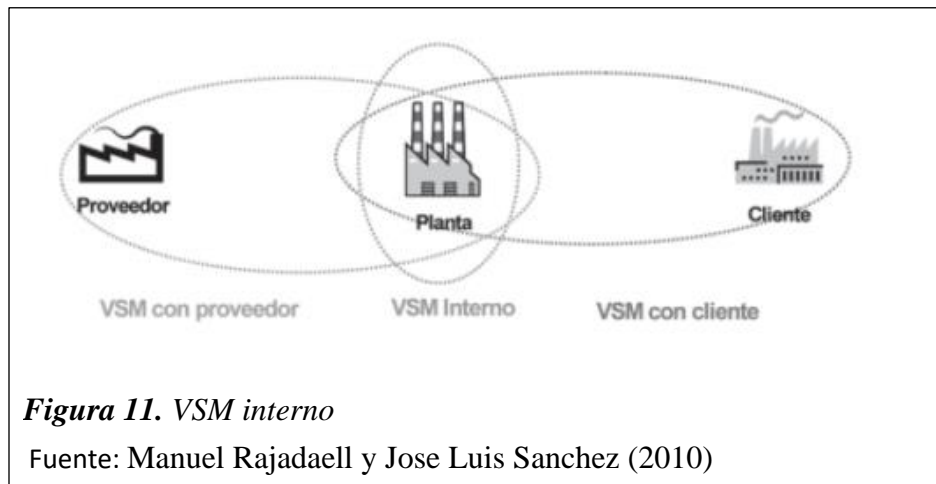 Proveedor
Planta
Cliente
VSM con proveedor
VSM Interno
VSM con cliente
Figura 11. VSM interno
Fuente: Manuel Rajadaell y Jose Luis Sanchez (2010)